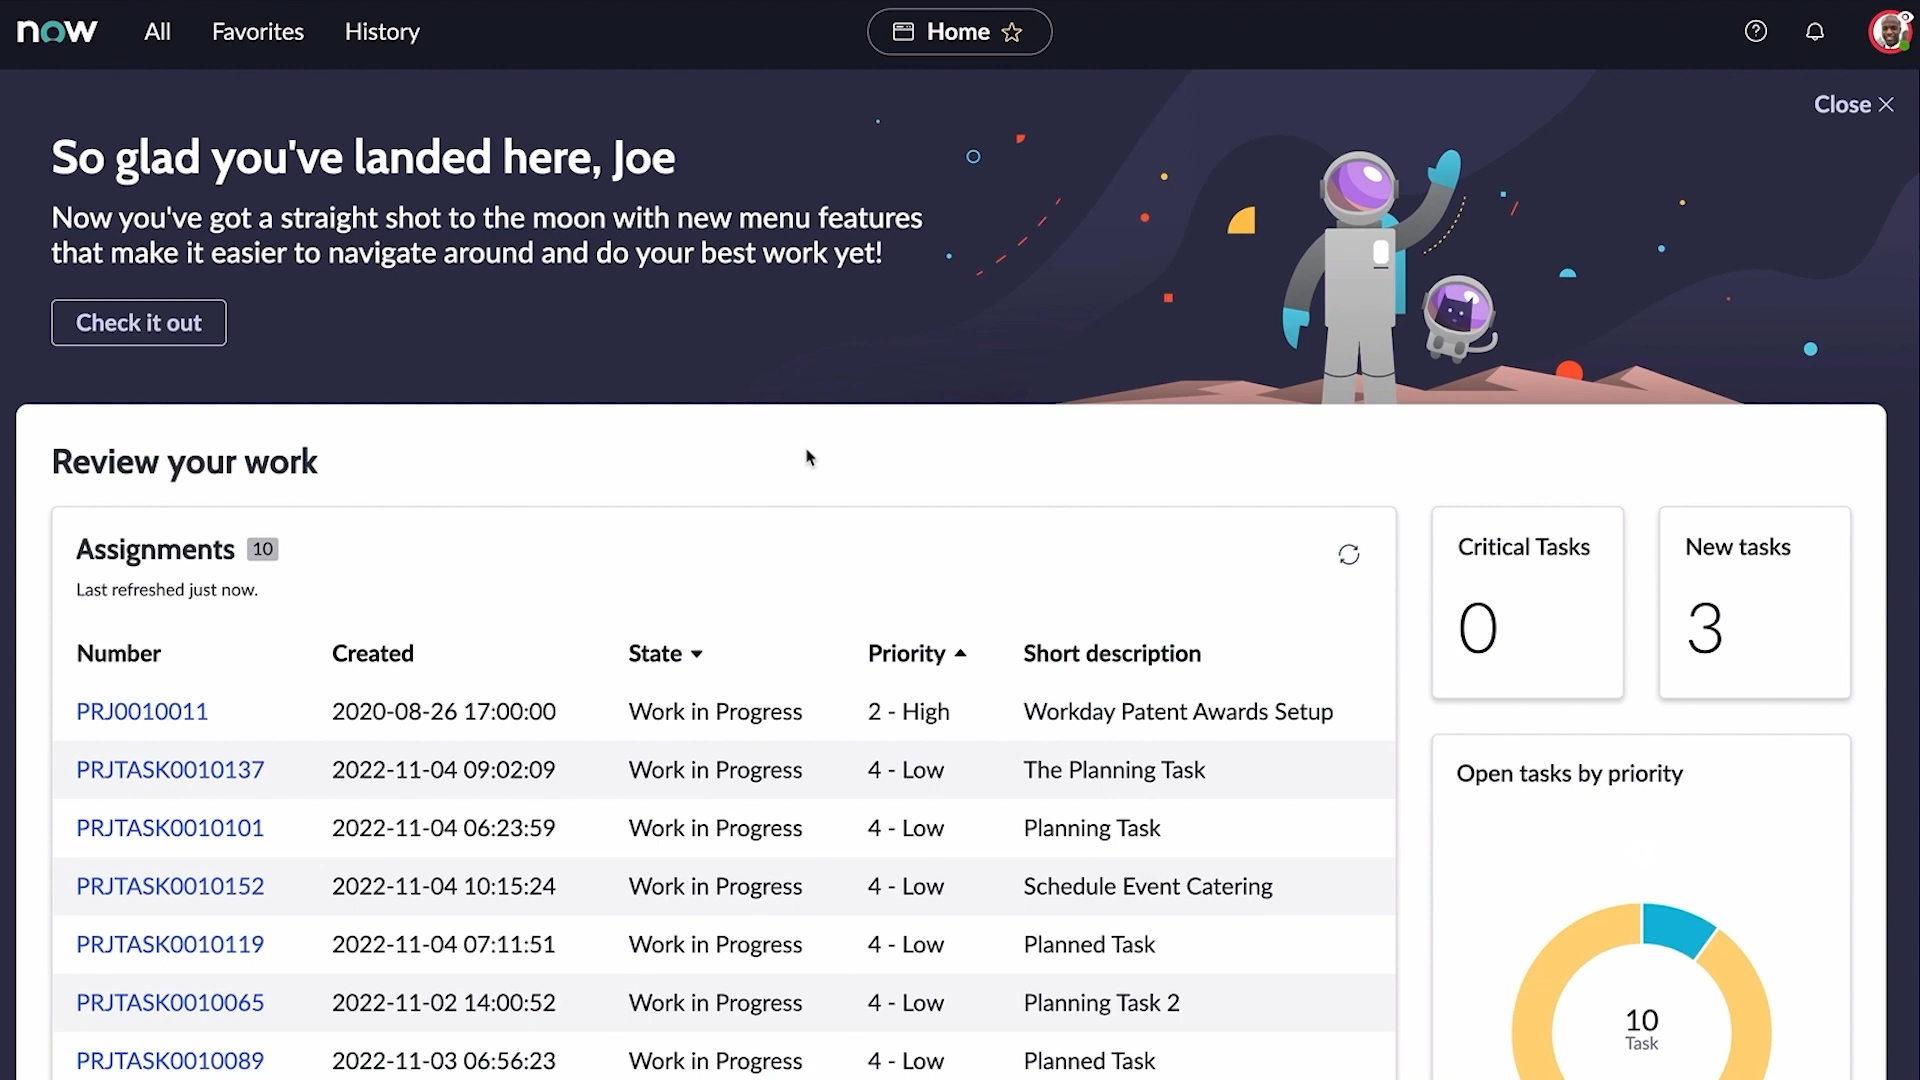 now All Favorites History Home
Close
So glad you've landed here, Joe
Now you've got a straight shot to the moon with new menu features
that make it easier to navigate around and do your best work yet!
Check it out
Review your work
Assignments 10
Last refreshed just now.
Number Created State Priority Short description
PRJ0010011 2020-08-26 17:00:00 Work in Progress 2 - High Workday Patent Awards Setup
PRJTASK0010137 2022-11-04 09:02:09 Work in Progress 4 - Low The Planning Task
PRJTASK0010101 2022-11-04 06:23:59 Work in Progress 4 - Low Planning Task
PRJTASK0010152 2022-11-04 10:15:24 Work in Progress 4 - Low Schedule Event Catering
PRJTASK0010119 2022-11-04 07:11:51 Work in Progress 4 - Low Planned Task
PRJTASK0010065 2022-11-02 14:00:52 Work in Progress 4 - Low Planning Task 2
PRJTASK0010089 2022-11-03 06:56:23 Work in Progress 4 - Low Planned Task
Critical Tasks
0
New tasks
3
Open tasks by priority
10
Task